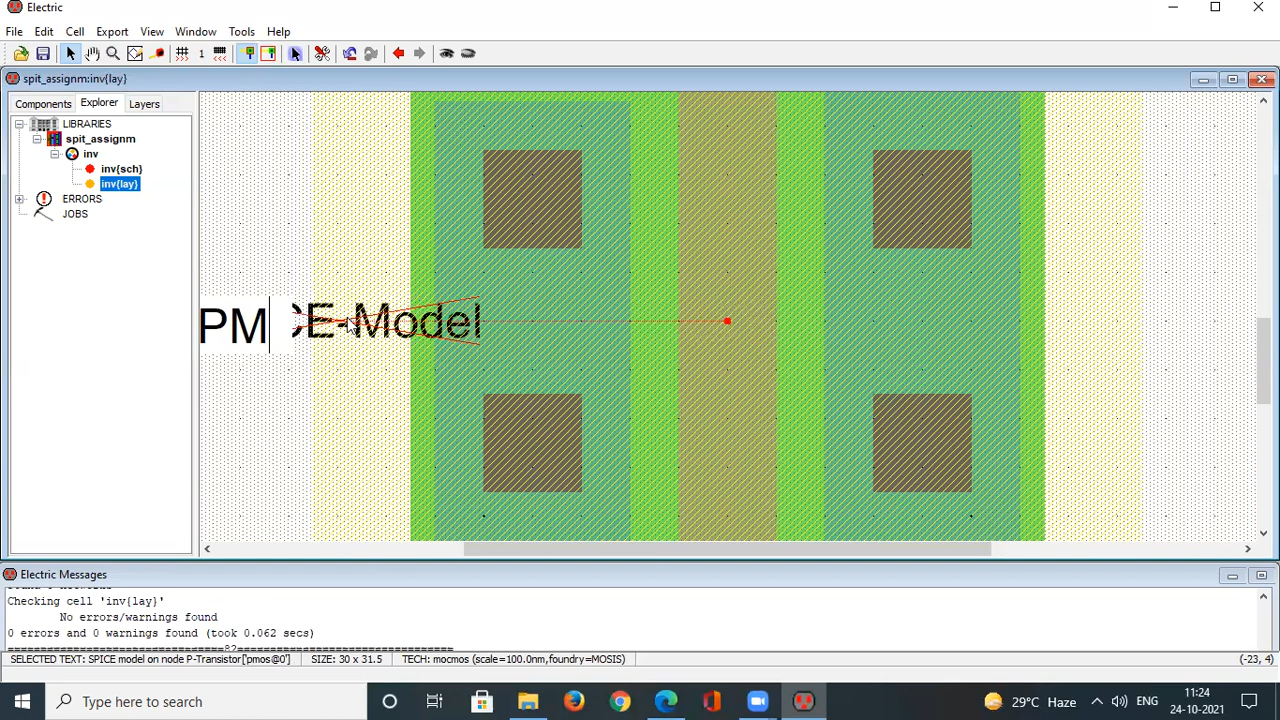 Electric
File Edit Cell Export View Window Tools Help
1
spit_assignm:inv{lay}
Components Explorer Layers
LIBRARIES
spit_assignm
inv
inv{sch}
inv{lay}
ERRORS
JOBS
PM CE-Model
Electric Messages
Checking cell 'inv{lay}'
No errors/warnings found
0 errors and 0 warnings found (took 0.062 secs)
================================82================================
SELECTED TEXT: SPICE model on node P-Transistor['pmos@0'] SIZE: 30 x 31.5 TECH: mocmos (scale=100.0nm,foundry=MOSIS) (-23, 4)
Type here to search
29°C Haze
ENG
11:24
24-10-2021